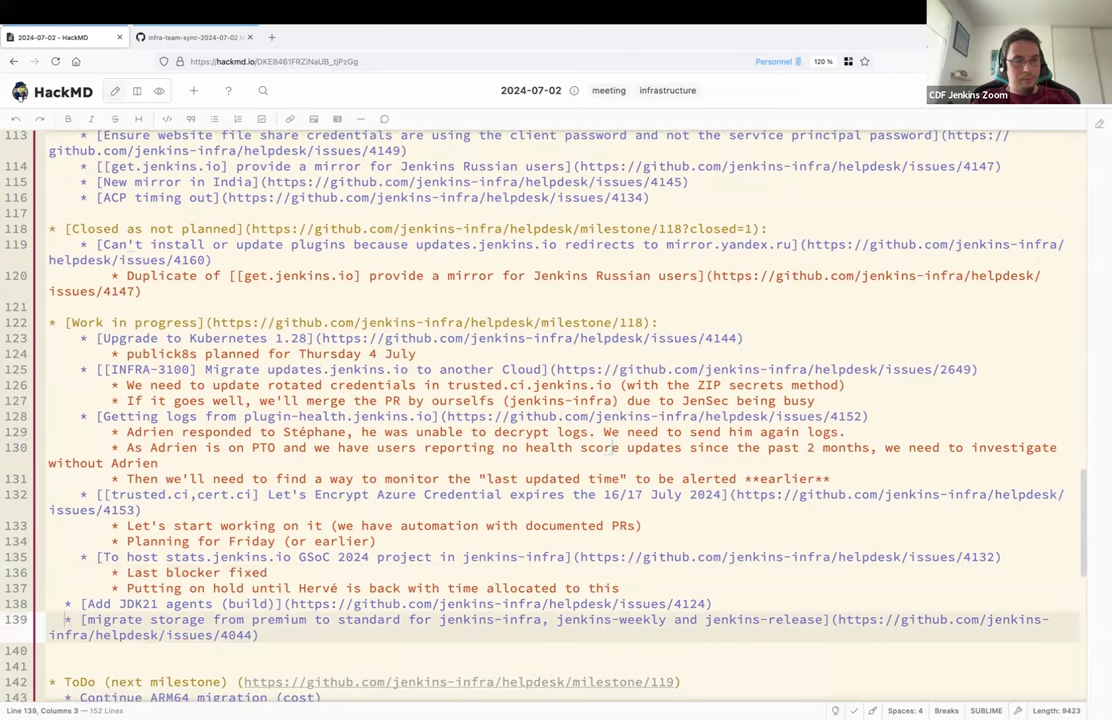 2024-07-02 - HackMD
infra-team-sync-2024-07-02
https://hackmd.io/DKE8461FRZiNaUB_tjPzGg
Personnel
120 %
CDF Jenkins Zoom
HackMD
2024-07-02
meeting
infrastructure
113 * [Ensure website file share credentials are using the client password and not the service principal password](https://
github.com/jenkins-infra/helpdesk/issues/4149)
114 * [[get.jenkins.io] provide a mirror for Jenkins Russian users](https://github.com/jenkins-infra/helpdesk/issues/4147)
115 * [New mirror in India](https://github.com/jenkins-infra/helpdesk/issues/4145)
116 * [ACP timing out](https://github.com/jenkins-infra/helpdesk/issues/4134)
117
118 * [Closed as not planned](https://github.com/jenkins-infra/helpdesk/milestone/118?closed=1):
119 * [Can't install or update plugins because updates.jenkins.io redirects to mirror.yandex.ru](https://github.com/jenkins-infra/
helpdesk/issues/4160)
120 * Duplicate of [[get.jenkins.io] provide a mirror for Jenkins Russian users](https://github.com/jenkins-infra/helpdesk/
issues/4147)
121
122 * [Work in progress](https://github.com/jenkins-infra/helpdesk/milestone/118):
123 * [Upgrade to Kubernetes 1.28](https://github.com/jenkins-infra/helpdesk/issues/4144)
124 * publick8s planned for Thursday 4 July
125 * [[INFRA-3100] Migrate updates.jenkins.io to another Cloud](https://github.com/jenkins-infra/helpdesk/issues/2649)
126 * We need to update rotated credentials in trusted.ci.jenkins.io (with the ZIP secrets method)
127 * If it goes well, we'll merge the PR by ourselfs (jenkins-infra) due to JenSec being busy
128 * [Getting logs from plugin-health.jenkins.io](https://github.com/jenkins-infra/helpdesk/issues/4152)
129 * Adrien responded to Stéphane, he was unable to decrypt logs. We need to send him again logs.
130 * As Adrien is on PTO and we have users reporting no health score updates since the past 2 months, we need to investigate
without Adrien
131 * Then we'll need to find a way to monitor the "last updated time" to be alerted **earlier**
132 * [[trusted.ci,cert.ci] Let's Encrypt Azure Credential expires the 16/17 July 2024](https://github.com/jenkins-infra/helpdesk/
issues/4153)
133 * Let's start working on it (we have automation with documented PRs)
134 * Planning for Friday (or earlier)
135 * [To host stats.jenkins.io GSoC 2024 project in jenkins-infra](https://github.com/jenkins-infra/helpdesk/issues/4132)
136 * Last blocker fixed
137 * Putting on hold until Hervé is back with time allocated to this
138 * [Add JDK21 agents (build)](https://github.com/jenkins-infra/helpdesk/issues/4124)
139 * [migrate storage from premium to standard for jenkins-infra, jenkins-weekly and jenkins-release](https://github.com/jenkins-
infra/helpdesk/issues/4044)
140
141
142 * ToDo (next milestone) (https://github.com/jenkins-infra/helpdesk/milestone/119)
143 * Continue ARM64 migration (cost)
Line 139, Columns 3 — 152 Lines
Spaces: 4
Breaks
SUBLIME
Length: 9423